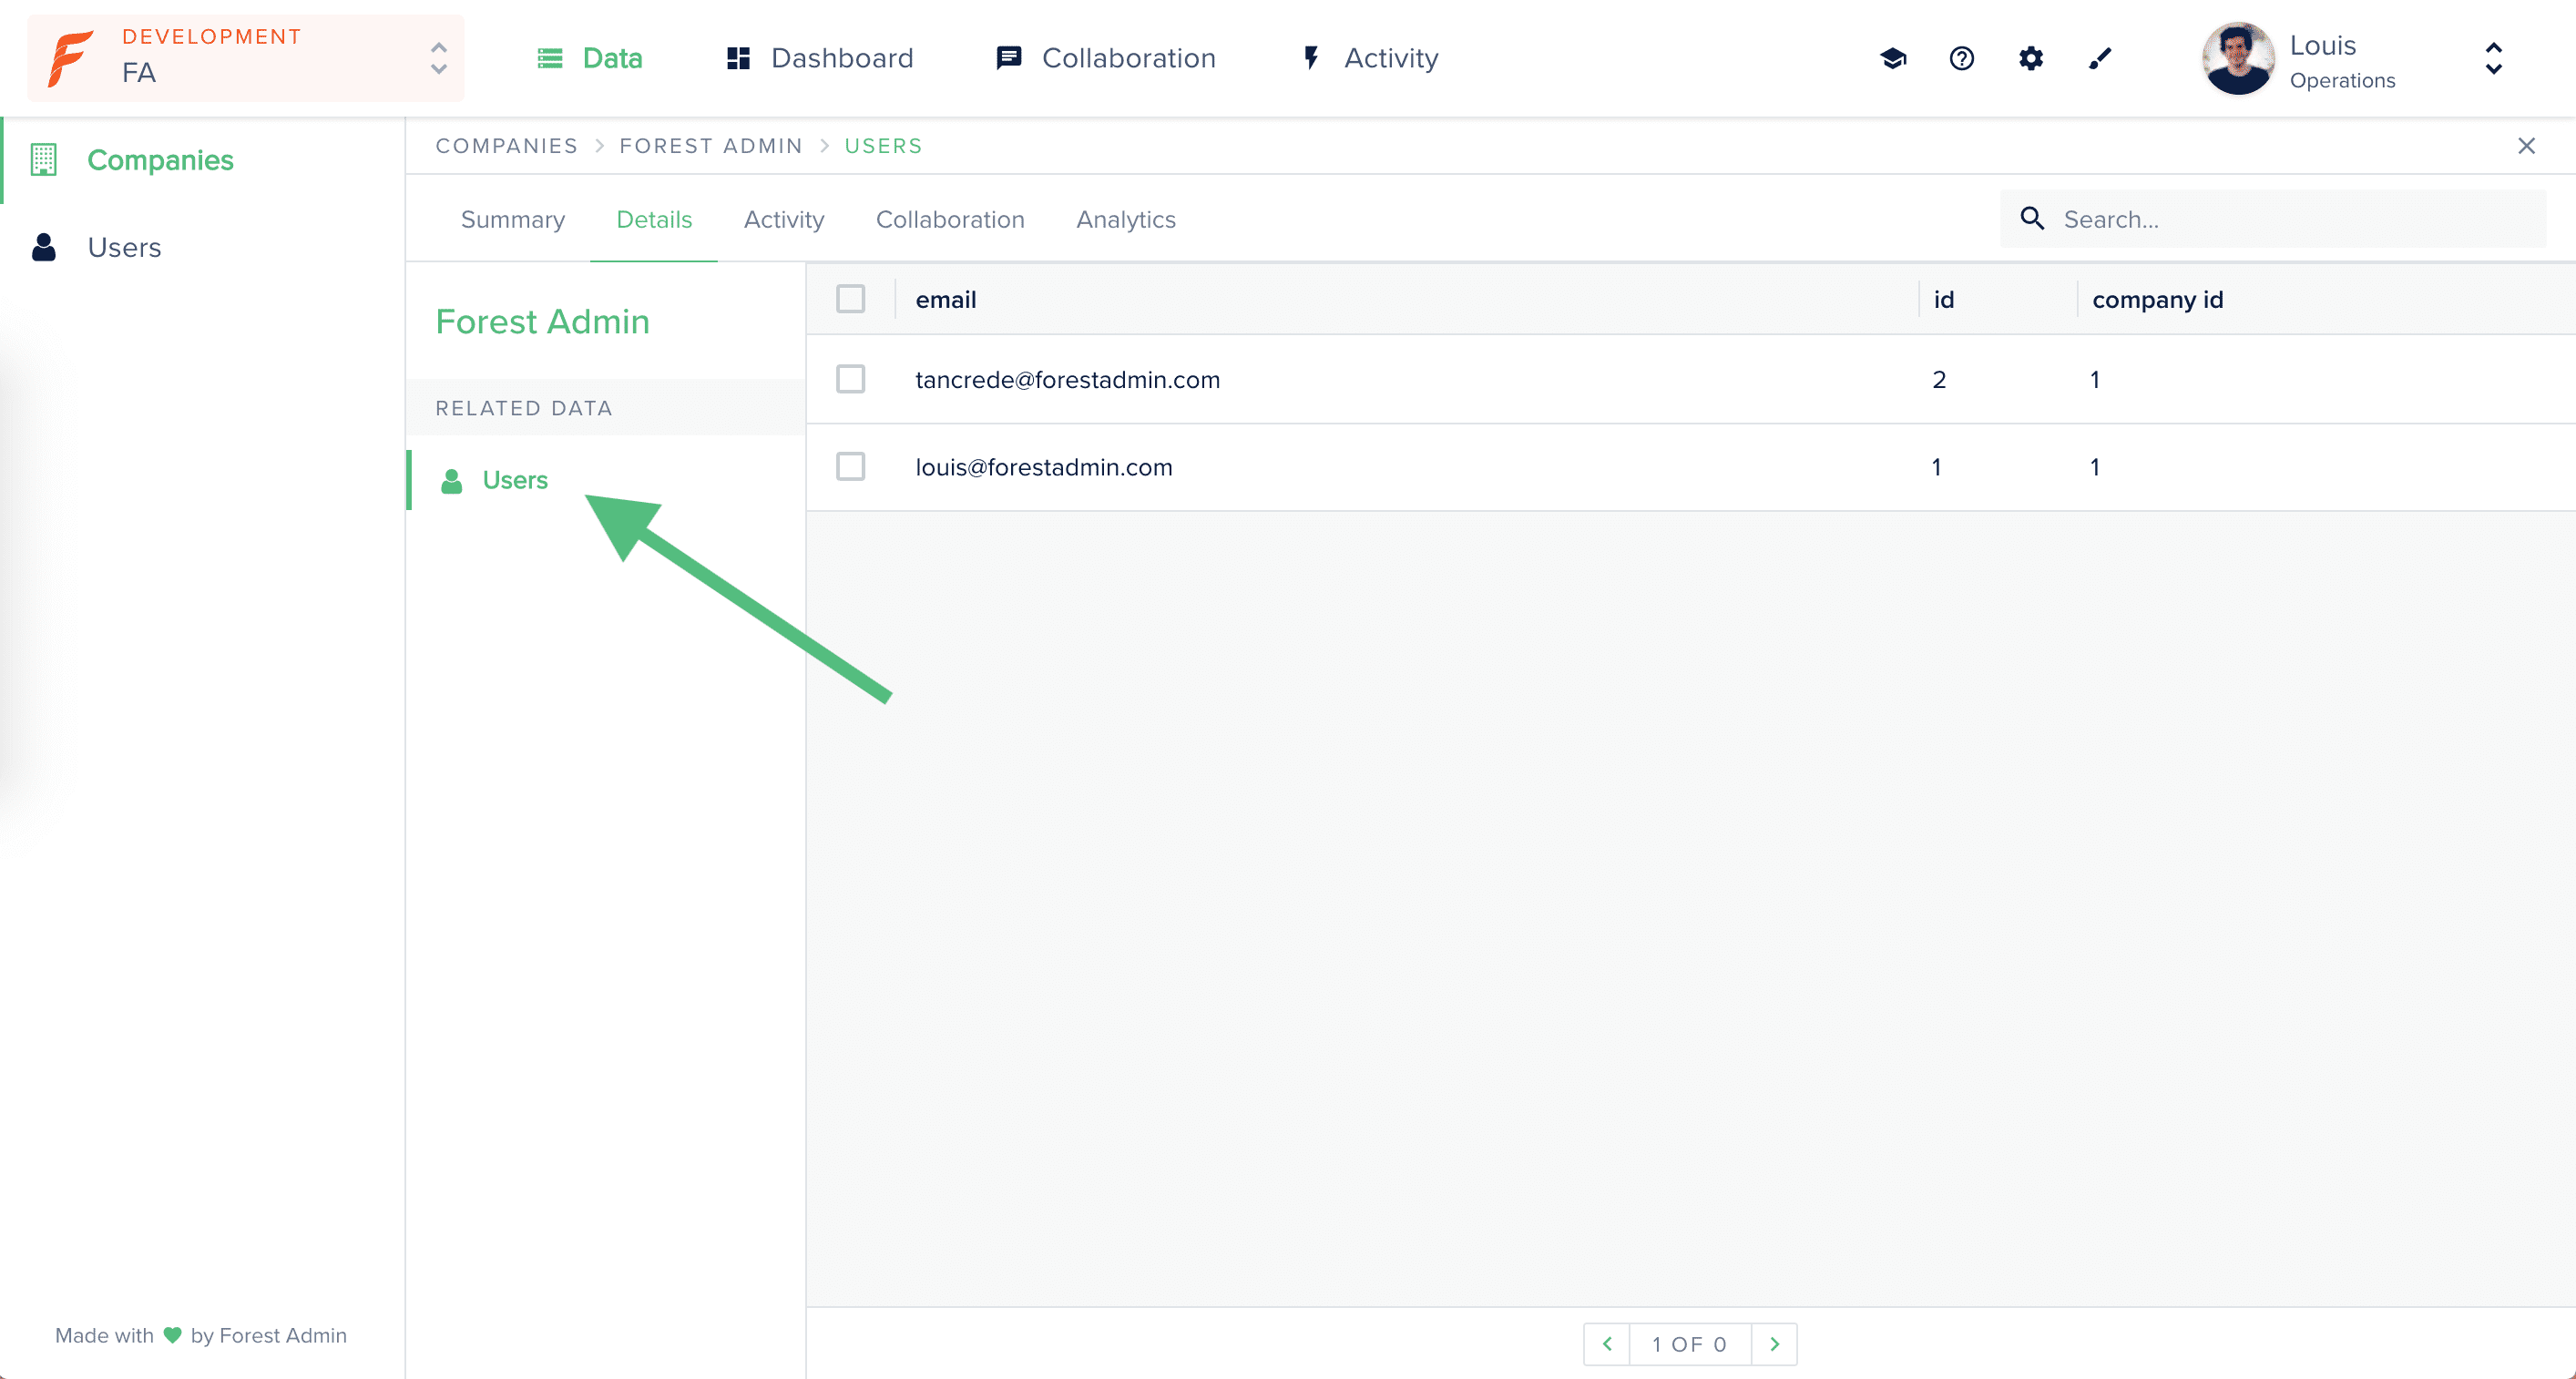 DEVELOPMENT
FA
Data
Dashboard
Collaboration
Activity
Louis
Operations
Companies
Users
COMPANIES > FOREST ADMIN > USERS
Summary
Details
Activity
Collaboration
Analytics
Search...
Forest Admin
RELATED DATA
Users
email id company id
tancrede@forestadmin.com 2 1
louis@forestadmin.com 1 1
Made with 💚 by Forest Admin
1 OF 0